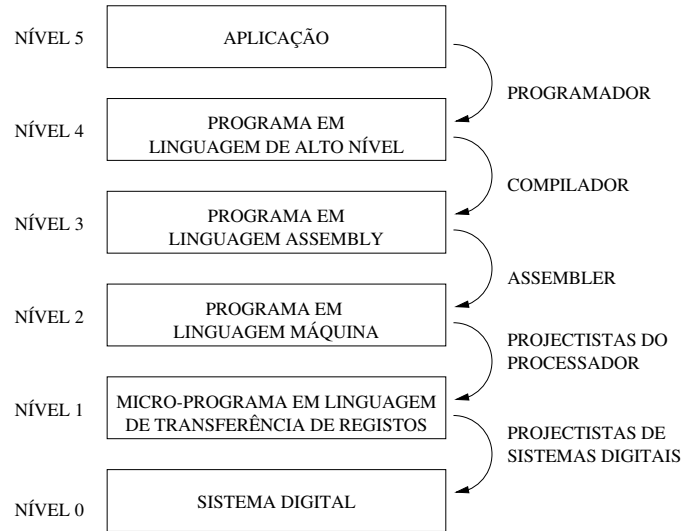 NÍVEL 5
APLICAÇÃO
PROGRAMADOR
NÍVEL 4
PROGRAMA EM
LINGUAGEM DE ALTO NÍVEL
COMPILADOR
NÍVEL 3
PROGRAMA EM
LINGUAGEM ASSEMBLY
ASSEMBLER
NÍVEL 2
PROGRAMA EM
LINGUAGEM MÁQUINA
PROJECTISTAS DO
PROCESSADOR
NÍVEL 1
MICRO-PROGRAMA EM LINGUAGEM
DE TRANSFERÊNCIA DE REGISTOS
PROJECTISTAS DE
SISTEMAS DIGITAIS
NÍVEL 0
SISTEMA DIGITAL